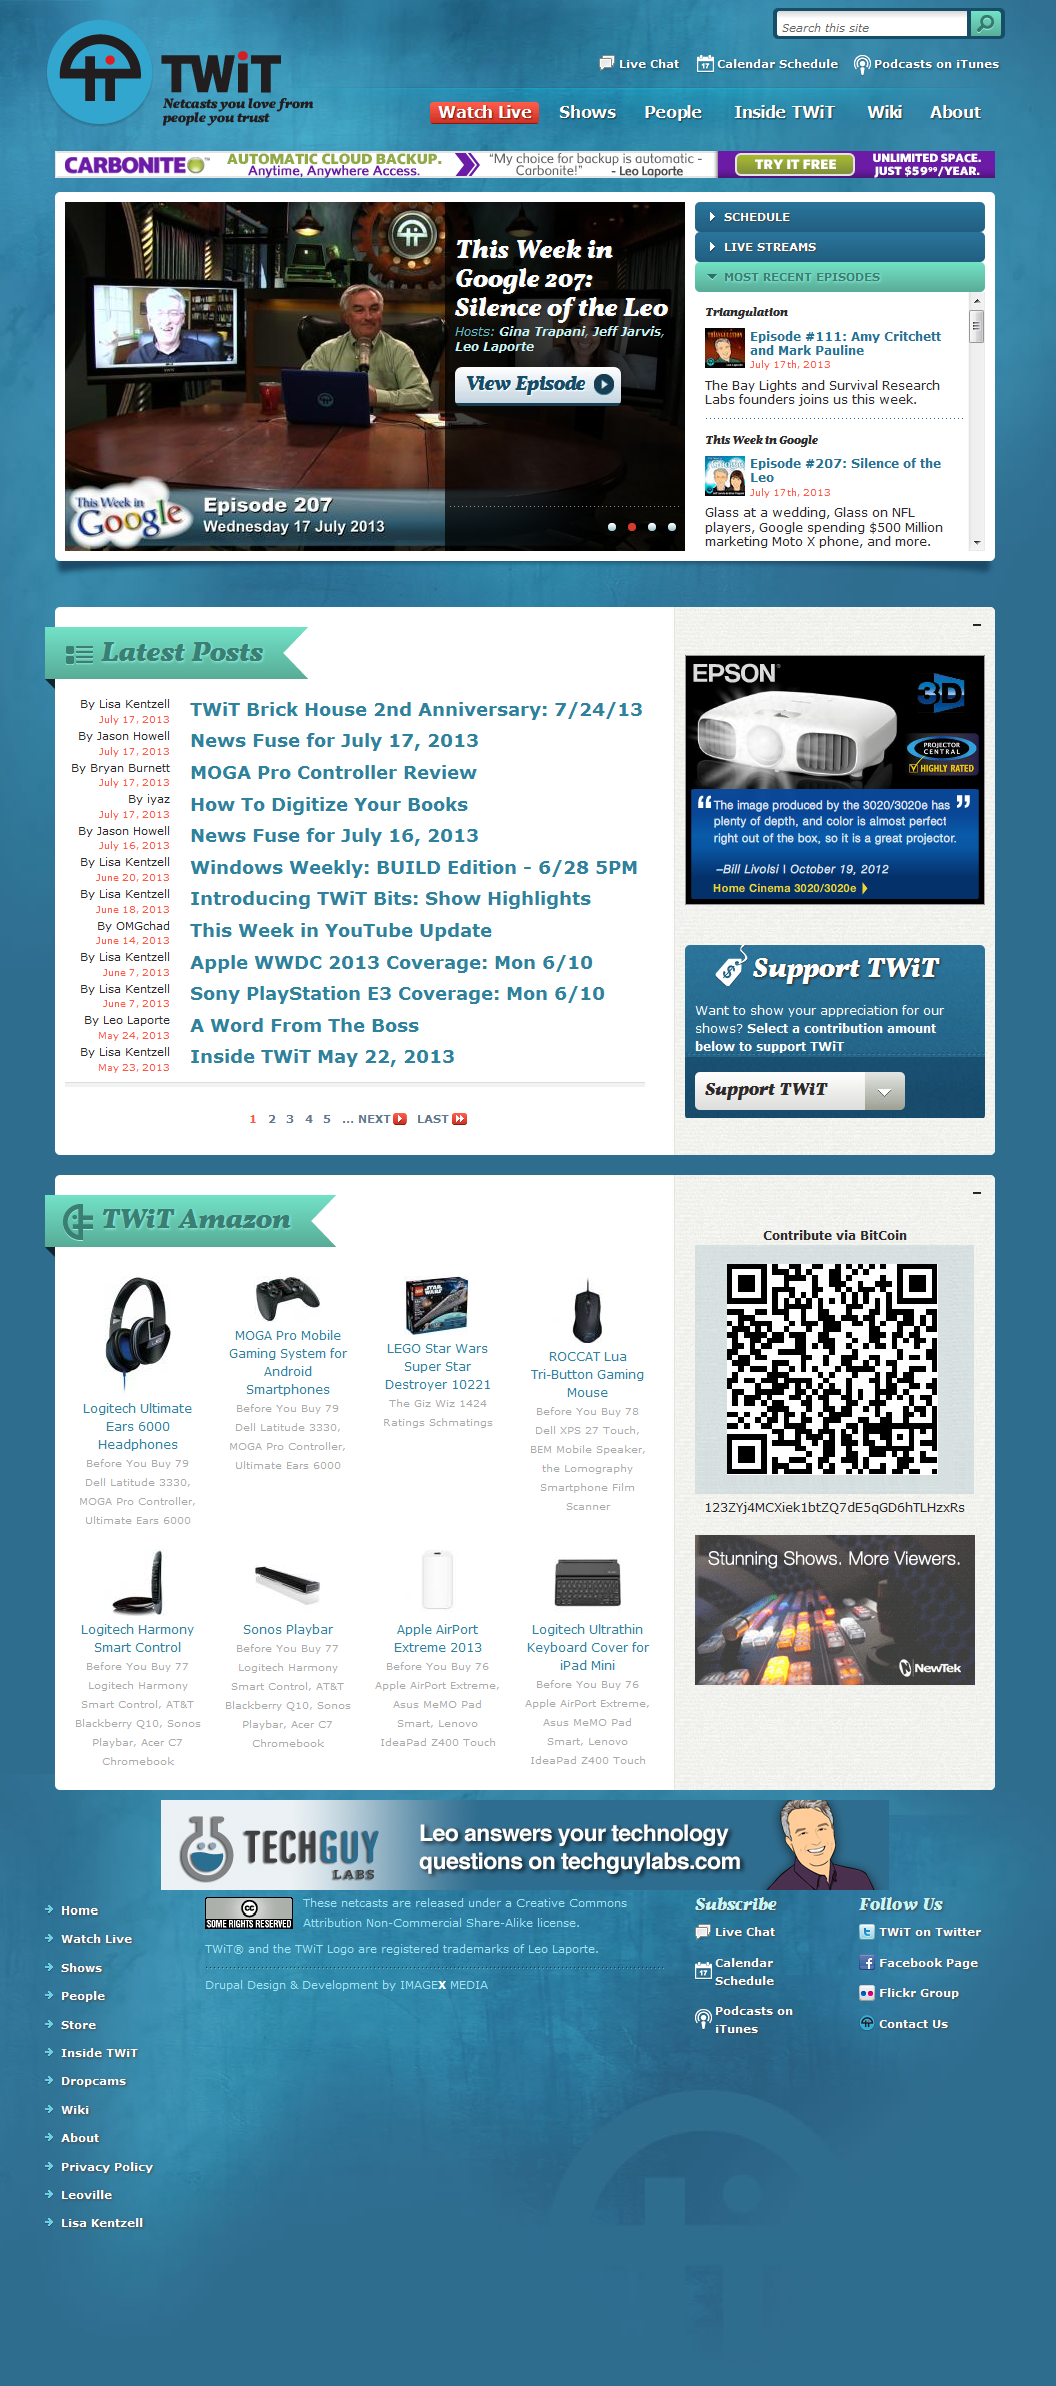 Search this site
TWiT
Netcasts you love from
people you trust
Live Chat
17
Calendar Schedule
Podcasts on iTunes
Watch Live
Shows
People
Inside TWiT
Wiki
About
CARBONITE
AUTOMATIC CLOUD BACKUP.
Anytime, Anywhere Access.
"My choice for backup is automatic -
Carbonite!" - Leo Laporte
TRY IT FREE
UNLIMITED SPACE.
JUST $59⁹⁹/YEAR.
This Week in
Google 207:
Silence of the Leo
Hosts: Gina Trapani, Jeff Jarvis,
Leo Laporte
View Episode
This Week in
Google
Episode 207
Wednesday 17 July 2013
SCHEDULE
LIVE STREAMS
MOST RECENT EPISODES
Triangulation
Episode #111: Amy Critchett
and Mark Pauline
July 17th, 2013
The Bay Lights and Survival Research
Labs founders joins us this week.
This Week in Google
Episode #207: Silence of the
Leo
July 17th, 2013
Glass at a wedding, Glass on NFL
players, Google spending $500 Million
marketing Moto X phone, and more.
Latest Posts
By Lisa Kentzell
July 17, 2013
TWiT Brick House 2nd Anniversary: 7/24/13
By Jason Howell
July 17, 2013
News Fuse for July 17, 2013
By Bryan Burnett
July 17, 2013
MOGA Pro Controller Review
By iyaz
July 17, 2013
How To Digitize Your Books
By Jason Howell
July 16, 2013
News Fuse for July 16, 2013
By Lisa Kentzell
June 20, 2013
Windows Weekly: BUILD Edition - 6/28 5PM
By Lisa Kentzell
June 18, 2013
Introducing TWiT Bits: Show Highlights
By OMGchad
June 14, 2013
This Week in YouTube Update
By Lisa Kentzell
June 7, 2013
Apple WWDC 2013 Coverage: Mon 6/10
By Lisa Kentzell
June 7, 2013
Sony PlayStation E3 Coverage: Mon 6/10
By Leo Laporte
May 24, 2013
A Word From The Boss
By Lisa Kentzell
May 23, 2013
Inside TWiT May 22, 2013
1 2 3 4 5 ... NEXT LAST
EPSON
3D
PROJECTOR
CENTRAL
HIGHLY RATED
"The image produced by the 3020/3020e has "
plenty of depth, and color is almost perfect
right out of the box, so it is a great projector.
–Bill Livolsi | October 19, 2012
Home Cinema 3020/3020e
Support TWiT
Want to show your appreciation for our
shows? Select a contribution amount
below to support TWiT
Support TWiT
TWiT Amazon
Logitech Ultimate
Ears 6000
Headphones
Before You Buy 79
Dell Latitude 3330,
MOGA Pro Controller,
Ultimate Ears 6000
MOGA Pro Mobile
Gaming System for
Android
Smartphones
Before You Buy 79
Dell Latitude 3330,
MOGA Pro Controller,
Ultimate Ears 6000
STAR WARS
LEGO Star Wars
Super Star
Destroyer 10221
The Giz Wiz 1424
Ratings Schmatings
ROCCAT Lua
Tri-Button Gaming
Mouse
Before You Buy 78
Dell XPS 27 Touch,
BEM Mobile Speaker,
the Lomography
Smartphone Film
Scanner
Logitech Harmony
Smart Control
Before You Buy 77
Logitech Harmony
Smart Control, AT&T
Blackberry Q10, Sonos
Playbar, Acer C7
Chromebook
Sonos Playbar
Before You Buy 77
Logitech Harmony
Smart Control, AT&T
Blackberry Q10, Sonos
Playbar, Acer C7
Chromebook
Apple AirPort
Extreme 2013
Before You Buy 76
Apple AirPort Extreme,
Asus MeMO Pad
Smart, Lenovo
IdeaPad Z400 Touch
Logitech Ultrathin
Keyboard Cover for
iPad Mini
Before You Buy 76
Apple AirPort Extreme,
Asus MeMO Pad
Smart, Lenovo
IdeaPad Z400 Touch
Contribute via BitCoin
123ZYj4MCXiek1btZQ7dE5qGD6hTLHzxRs
Stunning Shows. More Viewers.
NewTek
TECHGUY
LABS
Leo answers your technology
questions on techguylabs.com
Home
Watch Live
Shows
People
Store
Inside TWiT
Dropcams
Wiki
About
Privacy Policy
Leoville
Lisa Kentzell
cc
SOME RIGHTS RESERVED
These netcasts are released under a Creative Commons
Attribution Non-Commercial Share-Alike license.
TWiT® and the TWiT Logo are registered trademarks of Leo Laporte.
Drupal Design & Development by IMAGEX MEDIA
Subscribe
Live Chat
17
Calendar
Schedule
Podcasts on
iTunes
Follow Us
TWiT on Twitter
Facebook Page
Flickr Group
Contact Us